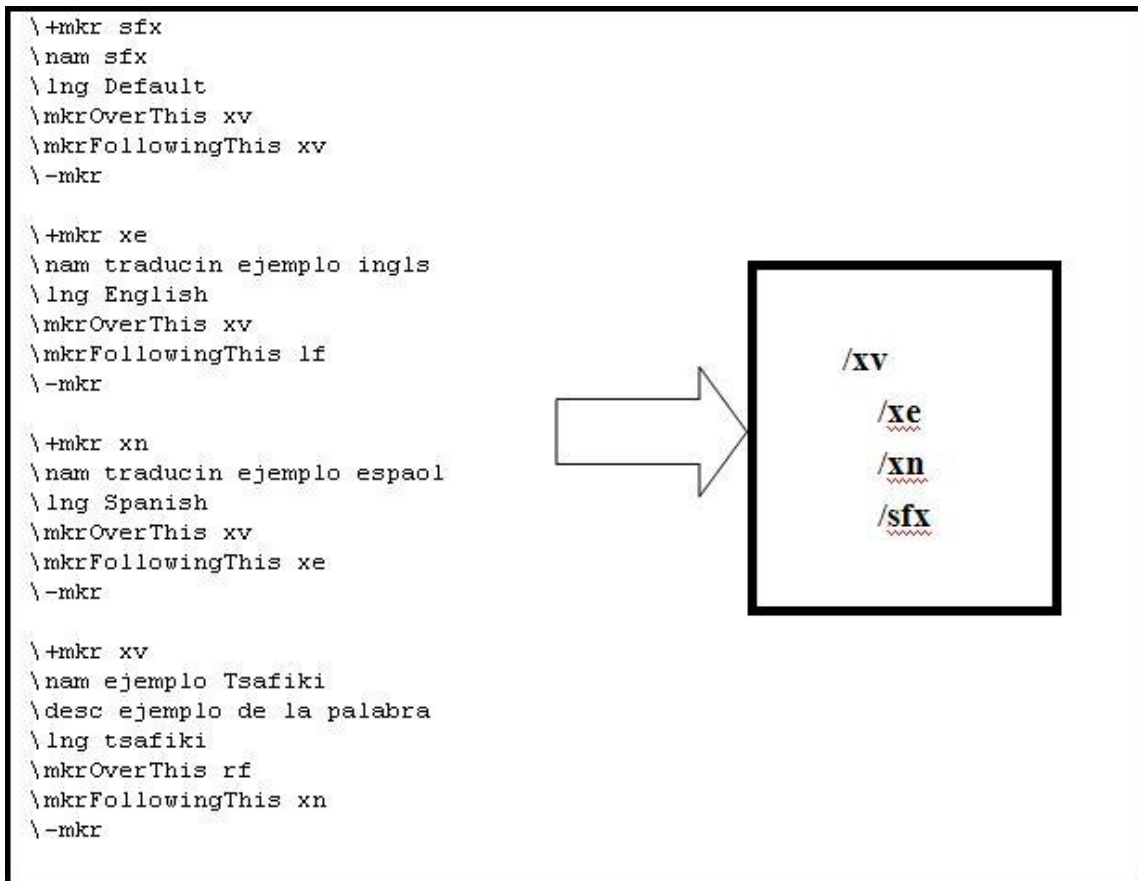 \+mkr sfx
\nam sfx
\lng Default
\mkrOverThis xv
\mkrFollowingThis xv
\-mkr

\+mkr xe
\nam traducin ejemplo ingls
\lng English
\mkrOverThis xv
\mkrFollowingThis lf
\-mkr

\+mkr xn
\nam traducin ejemplo espaol
\lng Spanish
\mkrOverThis xv
\mkrFollowingThis xe
\-mkr

\+mkr xv
\nam ejemplo Tsafiki
\desc ejemplo de la palabra
\lng tsafiki
\mkrOverThis rf
\mkrFollowingThis xn
\-mkr

/xv
/xe
/xn
/sfx